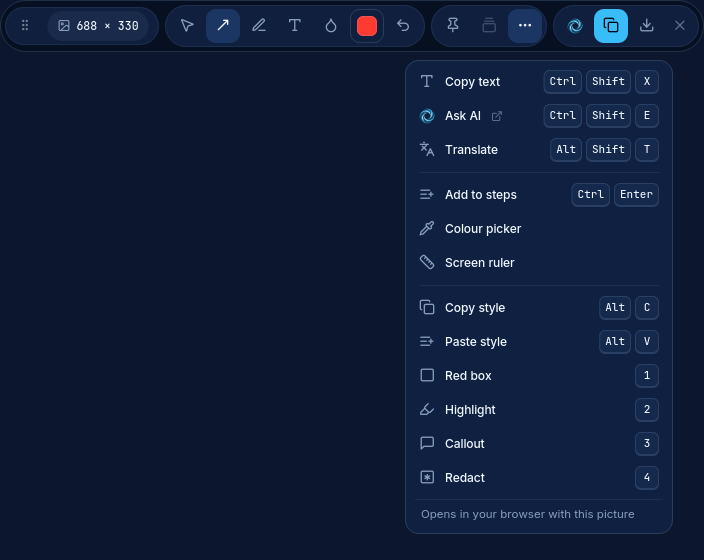 688 × 330
Copy text Ctrl Shift X
Ask AI Ctrl Shift E
Translate Alt Shift T
Add to steps Ctrl Enter
Colour picker
Screen ruler
Copy style Alt C
Paste style Alt V
Red box 1
Highlight 2
Callout 3
Redact 4
Opens in your browser with this picture